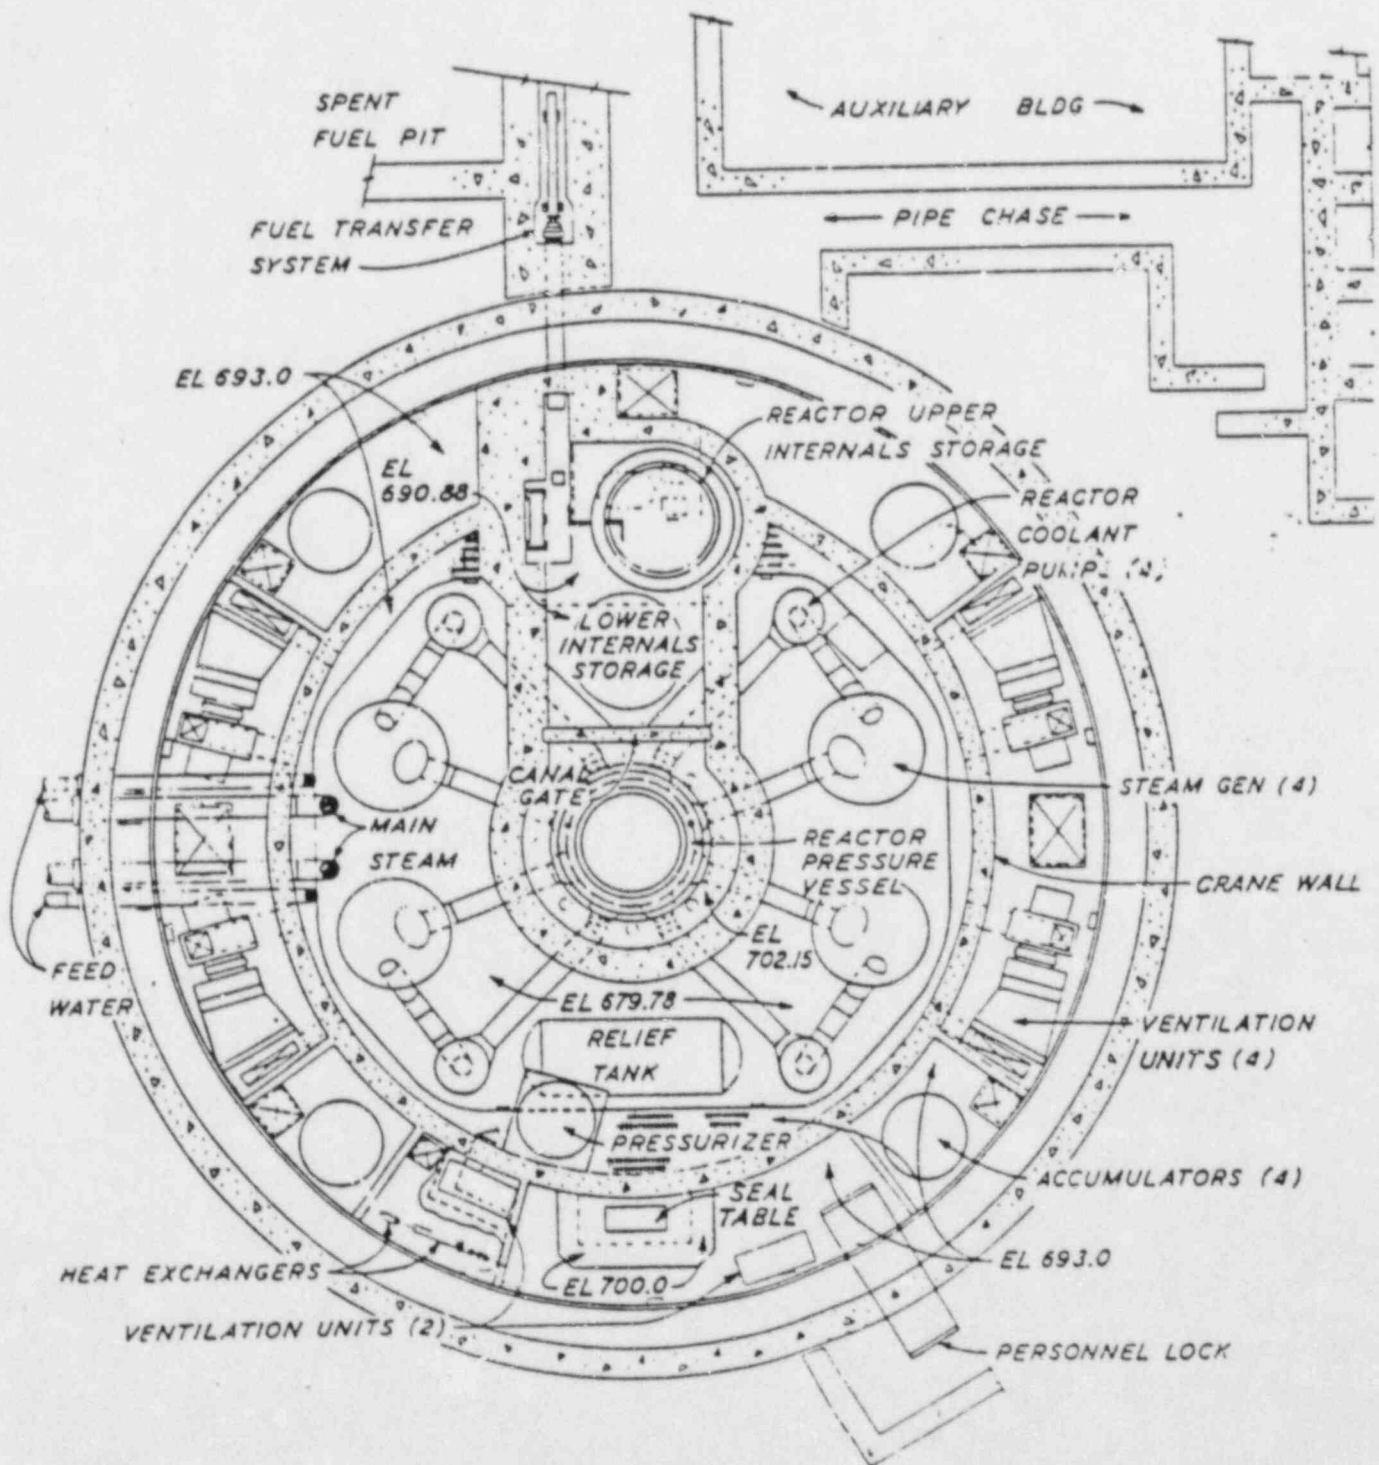 SPENT
FUEL PIT
AUXILIARY BLDG
FUEL TRANSFER
SYSTEM
PIPE CHASE
EL 693.0
REACTOR UPPER
INTERNALS STORAGE
EL
690.88
REACTOR
COOLANT
LOWER
INTERNALS
STORAGE
CANAL
GATE
STEAM GEN (4)
MAIN
STEAM
REACTOR
PRESSURE
VESSEL
CRANE WALL
EL
702.15
FEED
WATER
EL 679.78
RELIEF
TANK
VENTILATION
UNITS (4)
PRESSURIZER
ACCUMULATORS (4)
SEAL
TABLE
HEAT EXCHANGERS
EL 700.0
EL 693.0
VENTILATION UNITS (2)
PERSONNEL LOCK